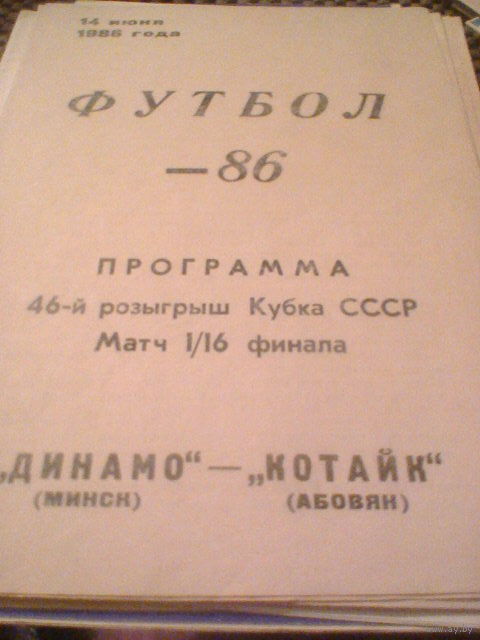 14 июня
1986 года
ФУТБОЛ
—86
ПРОГРАММА
46-й розыгрыш Кубка СССР
Матч 1/16 финала
„ДИНАМО“ — „КОТАЙК“
(МИНСК) (АБОВЯН)